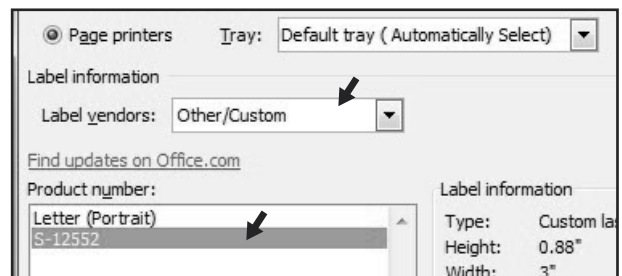 Page printers Tray: Default tray ( Automatically Select)
Label information
Label vendors: Other/Custom
Find updates on Office.com
Product number:
Letter (Portrait)
S-12552
Label information
Type: Custom
Height: 0.88"
Width: 3"